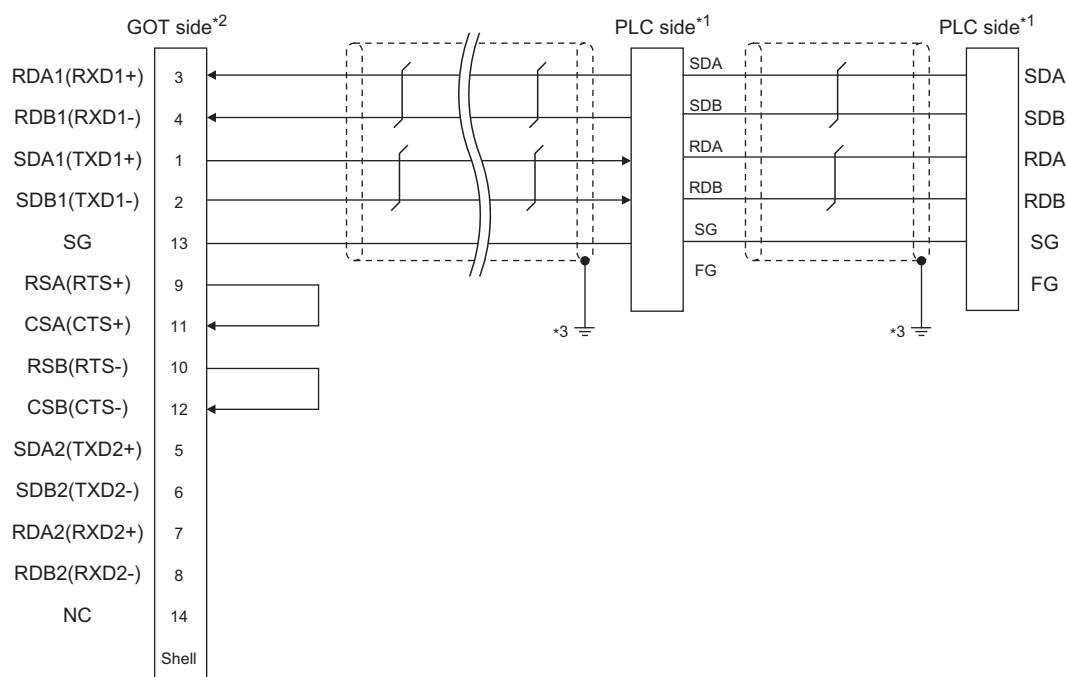 GOT side*2 PLC side*1 PLC side*1
RDA1(RXD1+) 3 SDA SDA
RDB1(RXD1-) 4 SDB SDB
SDA1(TXD1+) 1 RDA RDA
SDB1(TXD1-) 2 RDB RDB
SG 13 SG SG
RSA(RTS+) 9 FG FG
CSA(CTS+) 11 *3 *3
RSB(RTS-) 10
CSB(CTS-) 12
SDA2(TXD2+) 5
SDB2(TXD2-) 6
RDA2(RXD2+) 7
RDB2(RXD2-) 8
NC 14
Shell